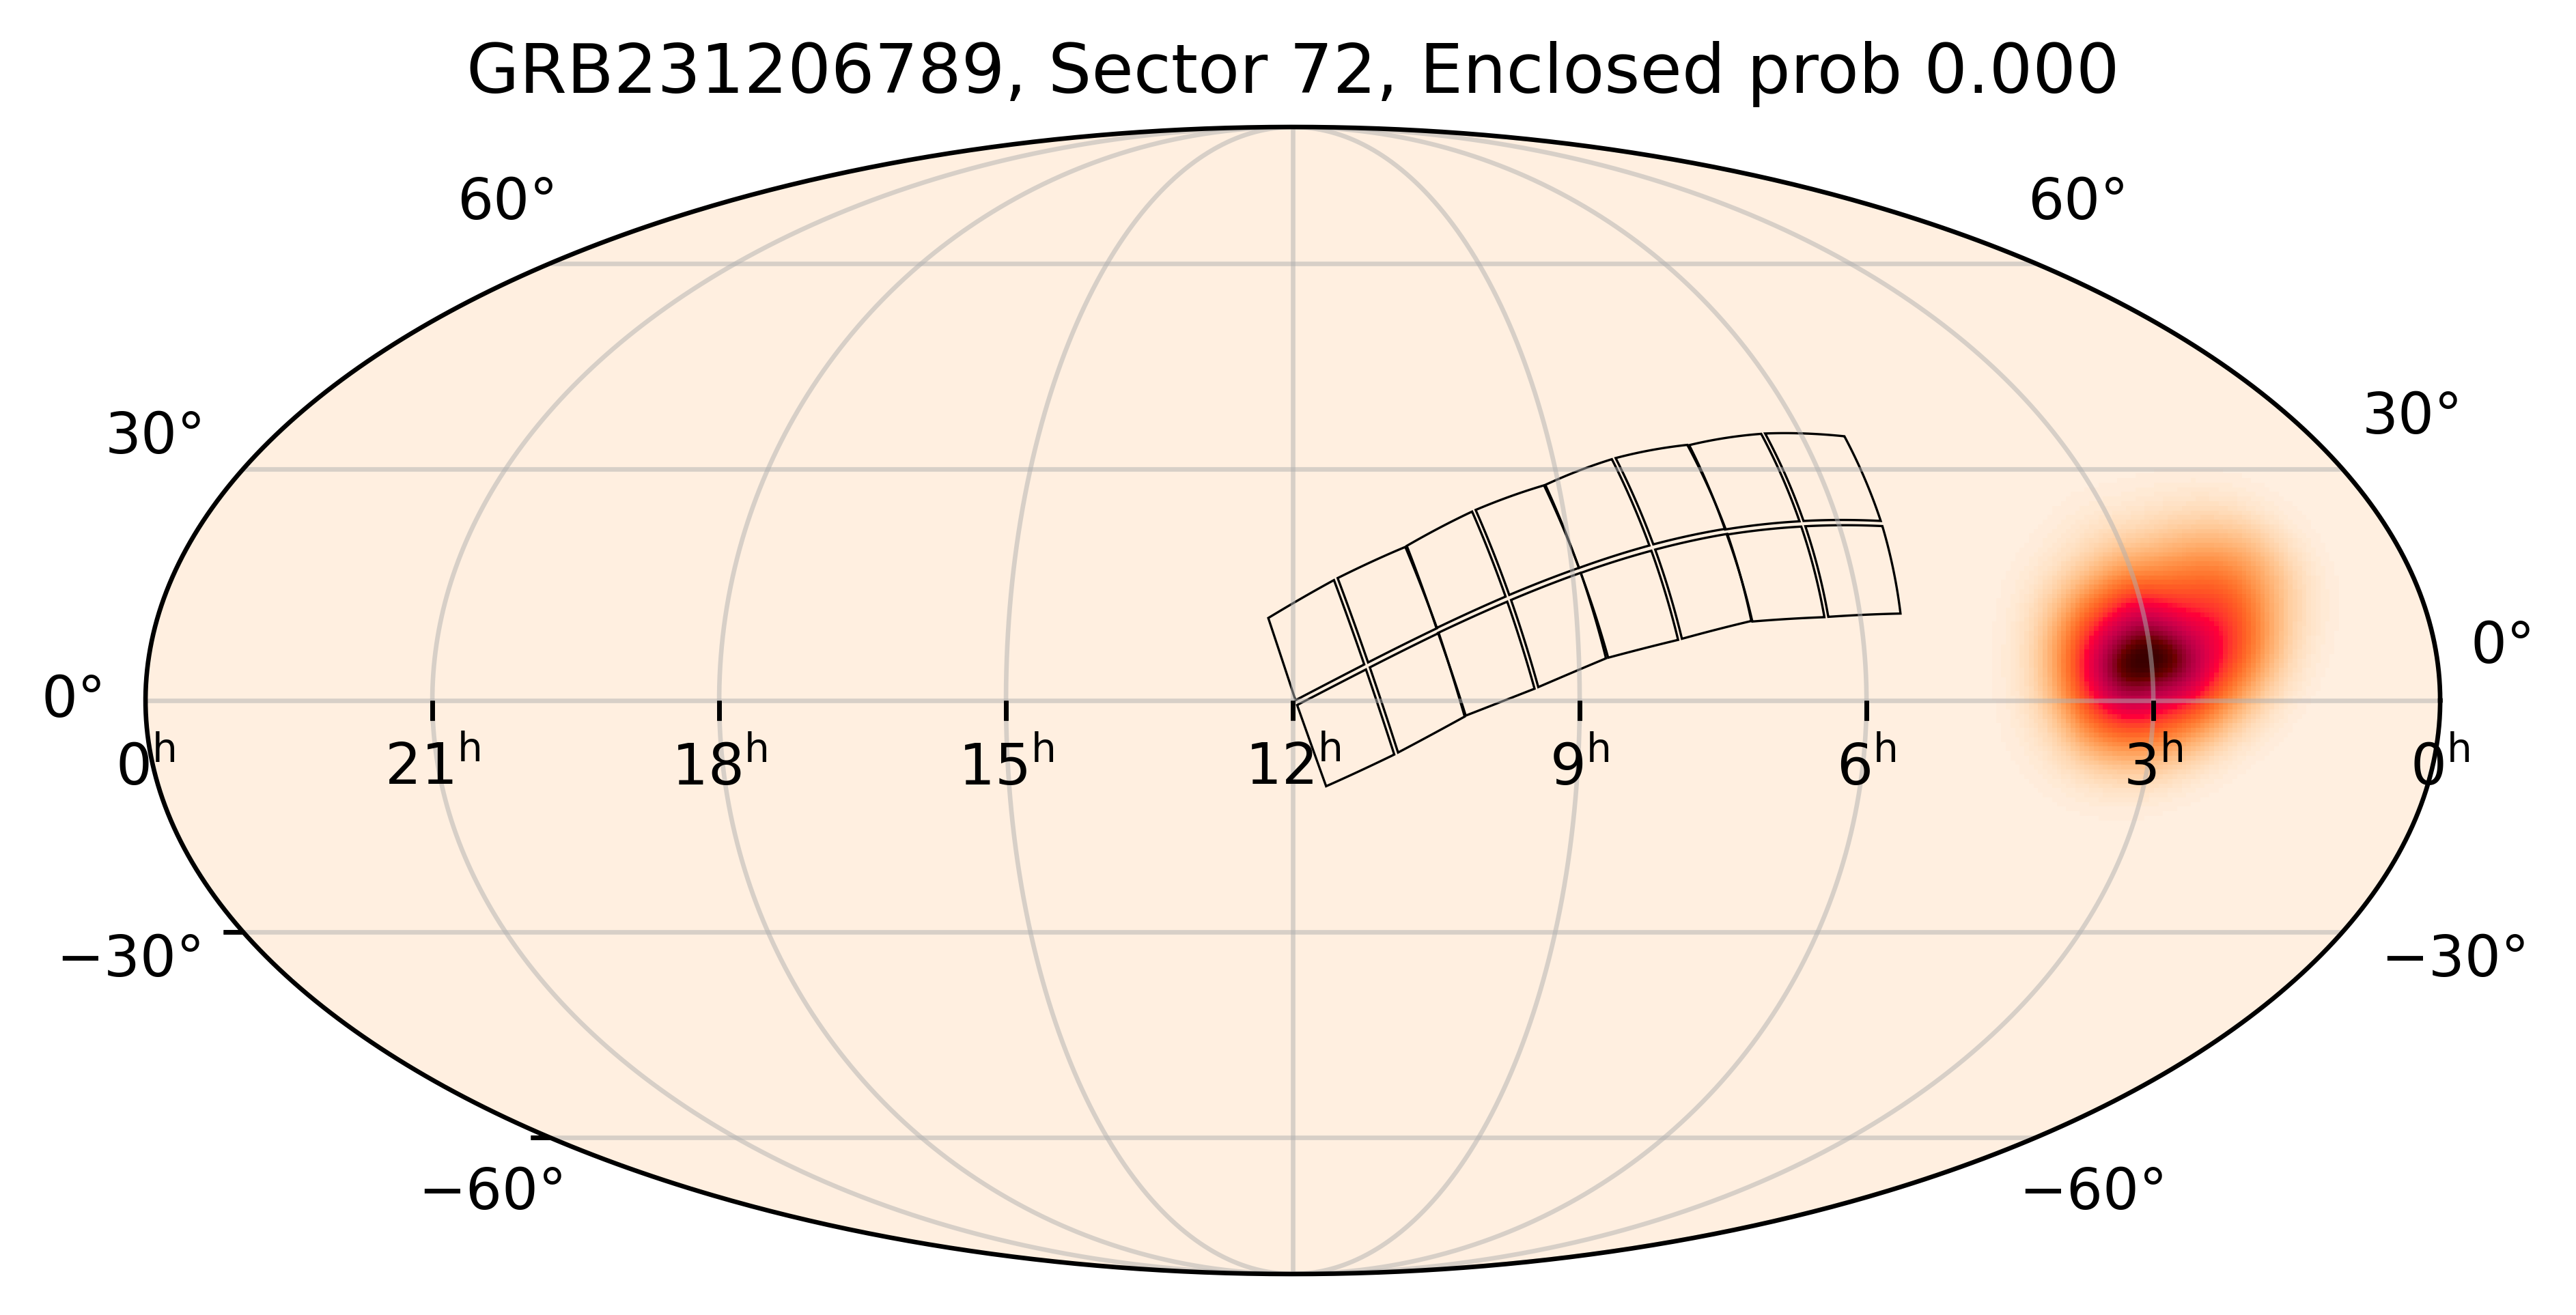 GRB231206789, Sector 72, Enclosed prob 0.000
60° 60°
30° 30°
0° 0°
0ʰ 21ʰ 18ʰ 15ʰ 12ʰ 9ʰ 6ʰ 3ʰ 0ʰ
−30° −30°
−60° −60°